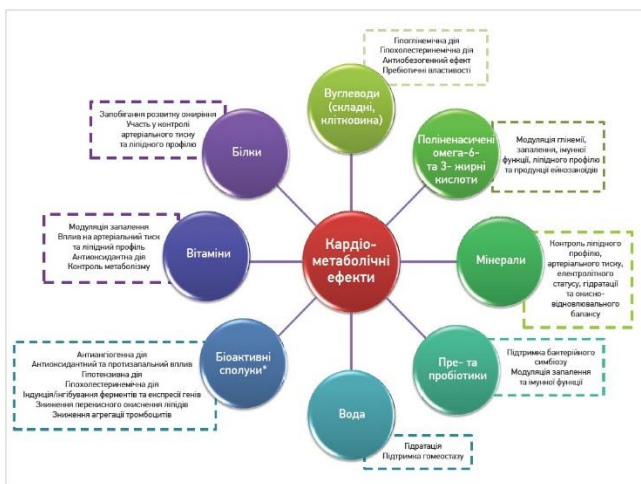 Гіпоглінемічна дія
Гіпохолестеринемічна дія
Антиобезогенний ефект
Пребіотичні властивості
Вуглеводи
(складні,
клітковина)
Запобігання розвитку ожиріння
Участь у контролі
артеріального тиску
та ліпідного профілю
Білки
Поліненасичені
омега-6-
та 3- жирні
кислоти
Модуляція глікемії,
запалення, імунної
функції, ліпідного профілю
та продукції ейкозаноїдів
Модуляція запалення
Вплив на артеріальний тиск
та ліпідний профіль
Антиоксидантна дія
Контроль метаболізму
Вітаміни
Кардіо-
метаболічні
ефекти
Мінерали
Контроль ліпідного
профілю,
артеріального тиску,
електролітного
статусу, гідратації
та окисно-
відновлювального
балансу
Антиангіогенна дія
Антиоксидантний та протизапальний вплив
Гіпотензивна дія
Гіпохолестеринемічна дія
Індукція/інгібування ферментів та експресії генів
Зниження перекисного окиснення ліпідів
Зниження агрегації тромбоцитів
Біоактивні
сполуки*
Пре- та
пробіотики
Підтримка бактерійного
симбіозу
Модуляція запалення
та імунної функції
Вода
Гідратація
Підтримка гомеостазу